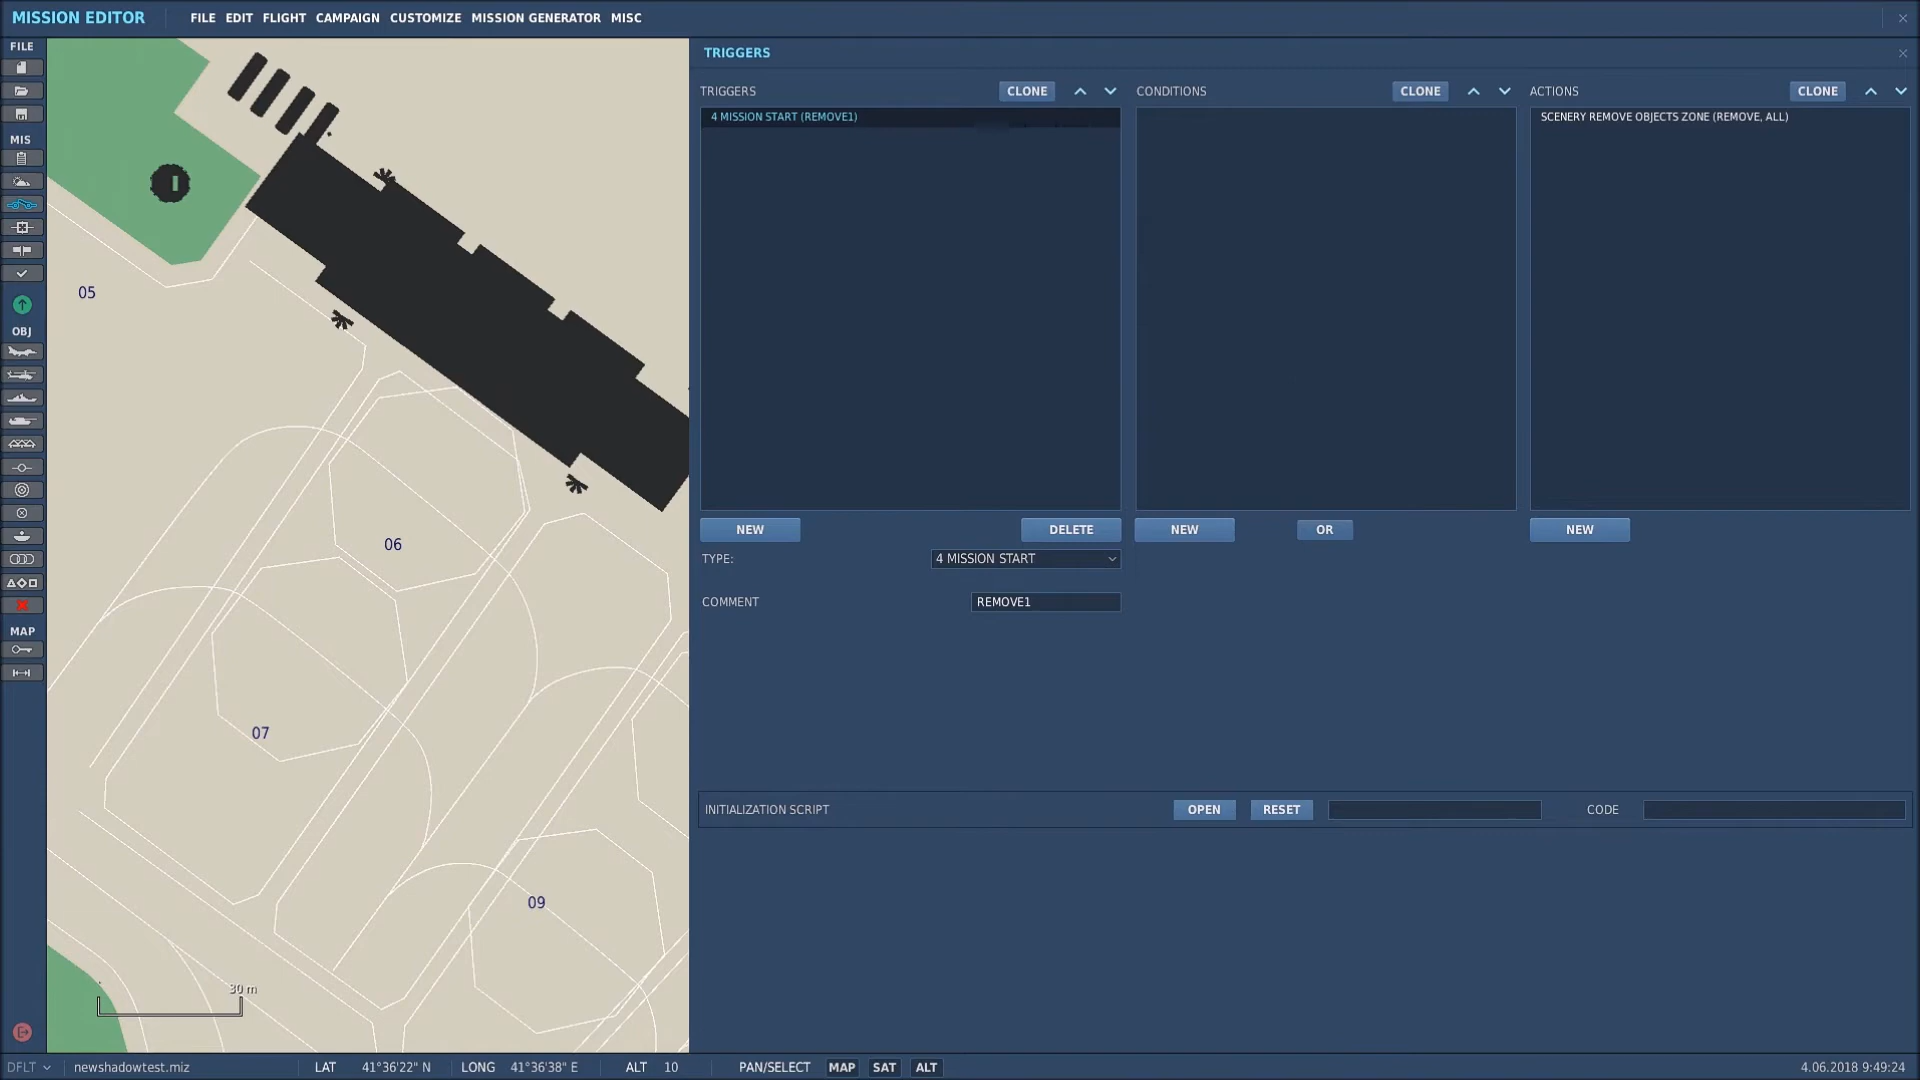 MISSION EDITOR
FILE EDIT FLIGHT CAMPAIGN CUSTOMIZE MISSION GENERATOR MISC
FILE
MIS
OBJ
MAP
05
06
07
09
30 m
TRIGGERS
TRIGGERS CLONE
4 MISSION START (REMOVE1)
NEW DELETE
TYPE: 4 MISSION START
COMMENT REMOVE1
CONDITIONS CLONE
NEW OR
ACTIONS CLONE
SCENERY REMOVE OBJECTS ZONE (REMOVE, ALL)
NEW
INITIALIZATION SCRIPT OPEN RESET CODE
DFLT newshadowtest.miz LAT 41°36'22" N LONG 41°36'38" E ALT 10 PAN/SELECT MAP SAT ALT 4.06.2018 9:49:24